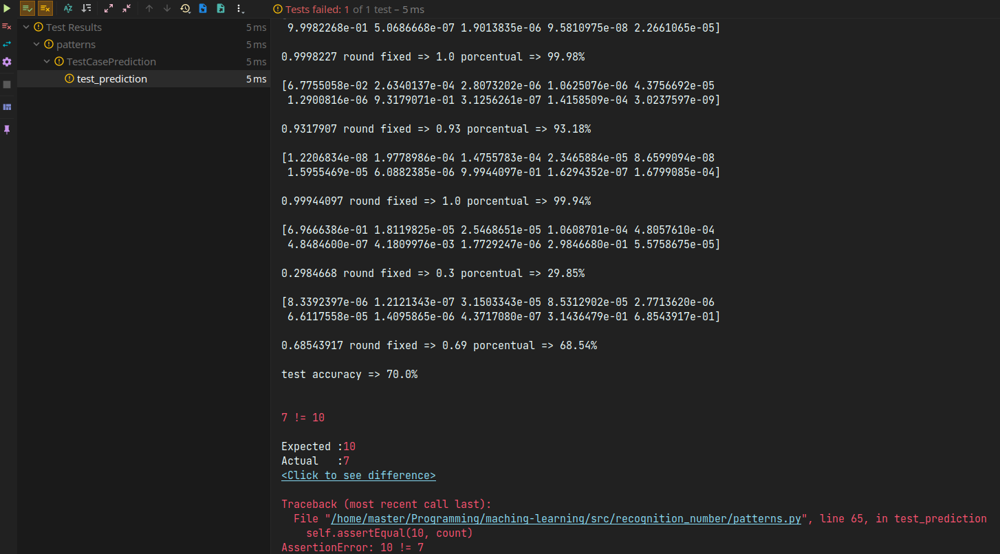 Tests failed: 1 of 1 test – 5 ms
Test Results 5 ms
patterns 5 ms
TestCasePrediction 5 ms
test_prediction 5 ms
9.9982268e-01 5.0686668e-07 1.9013835e-06 9.5810975e-08 2.2661065e-05]
0.9998227 round fixed => 1.0 porcentual => 99.98%
[6.7755058e-02 2.6340137e-04 2.8073202e-06 1.0625076e-06 4.3756692e-05
1.2900816e-06 9.3179071e-01 3.1256261e-07 1.4158509e-04 3.0237597e-09]
0.9317907 round fixed => 0.93 porcentual => 93.18%
[1.2206834e-08 1.9778986e-04 1.4755783e-04 2.3465884e-05 8.6599094e-08
1.5955469e-05 6.0882385e-06 9.9944097e-01 1.6294352e-07 1.6799085e-04]
0.99944097 round fixed => 1.0 porcentual => 99.94%
[6.9666386e-01 1.8119825e-05 2.5468651e-05 1.0608701e-04 4.8057610e-04
4.8484600e-07 4.1809976e-03 1.7729247e-06 2.9846680e-01 5.5758675e-05]
0.2984668 round fixed => 0.3 porcentual => 29.85%
[8.3392397e-06 1.2121343e-07 3.1503343e-05 8.5312902e-05 2.7713620e-06
6.6117558e-05 1.4095865e-06 4.3717080e-07 3.1436479e-01 6.8543917e-01]
0.68543917 round fixed => 0.69 porcentual => 68.54%
test accuracy => 70.0%
7 != 10
Expected :10
Actual   :7
<Click to see difference>
Traceback (most recent call last):
File "/home/master/Programming/maching-learning/src/recognition_number/patterns.py", line 65, in test_prediction
self.assertEqual(10, count)
AssertionError: 10 != 7